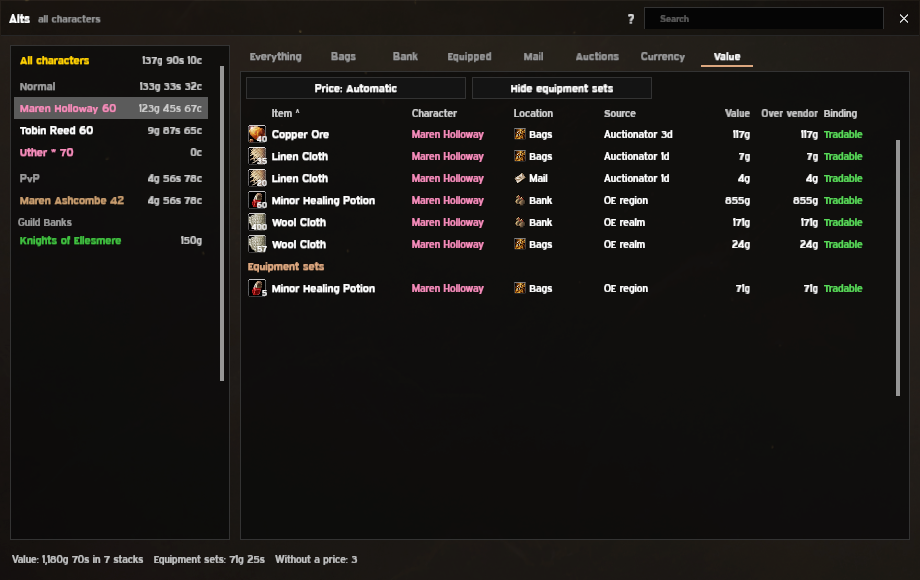 Alts all characters ? Search ×
Everything Bags Bank Equipped Mail Auctions Currency Value
All characters 137g 90s 10c
Normal 133g 33s 32c
Maren Holloway 60 123g 45s 67c
Tobin Reed 60 9g 87s 65c
Uther * 70 0c
PvP 4g 56s 78c
Maren Ashcombe 42 4g 56s 78c
Guild Banks
Knights of Ellesmere 150g
Price: Automatic Hide equipment sets
Item ^ Character Location Source Value Over vendor Binding
40 Copper Ore Maren Holloway Bags Auctionator 3d 117g 117g Tradable
15 Linen Cloth Maren Holloway Bags Auctionator 1d 7g 7g Tradable
20 Linen Cloth Maren Holloway Mail Auctionator 1d 4g 4g Tradable
60 Minor Healing Potion Maren Holloway Bank OE region 855g 855g Tradable
400 Wool Cloth Maren Holloway Bank OE realm 171g 171g Tradable
57 Wool Cloth Maren Holloway Bags OE realm 24g 24g Tradable
Equipment sets
5 Minor Healing Potion Maren Holloway Bags OE region 71g 71g Tradable
Value: 1,180g 70s in 7 stacks Equipment sets: 71g 25s Without a price: 3